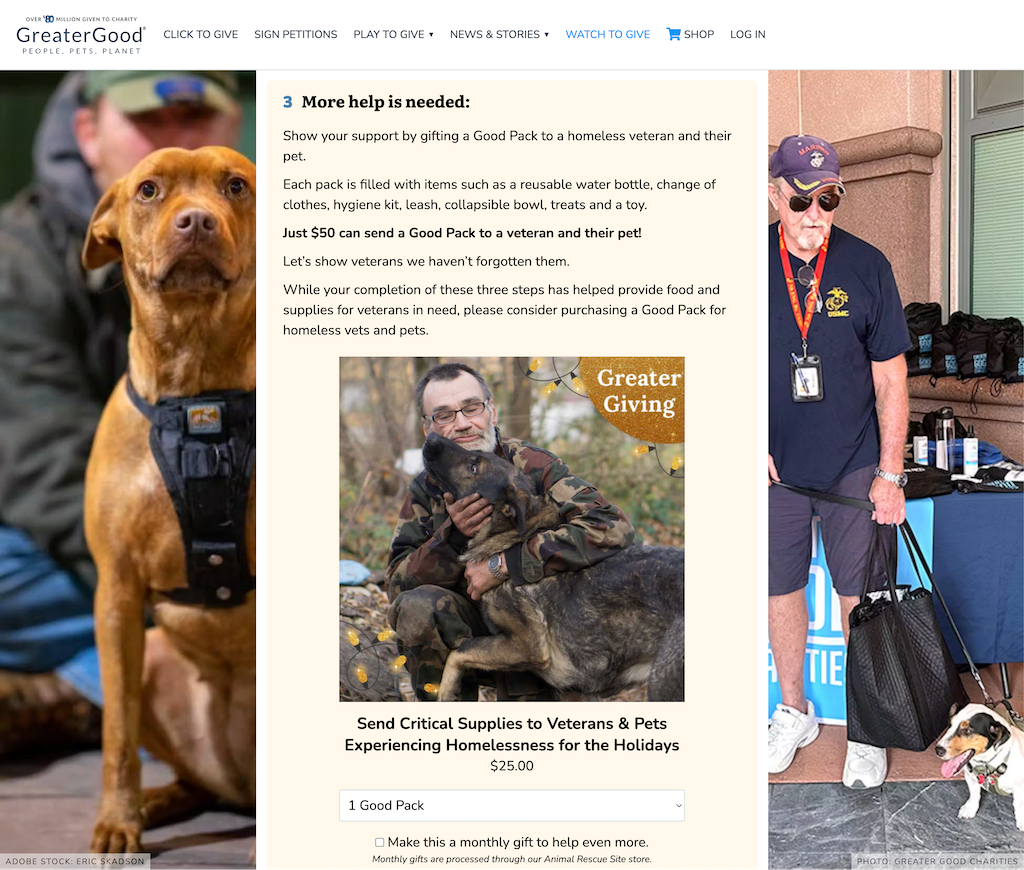 OVER $80 MILLION GIVEN TO CHARITY
GreaterGood®
PEOPLE, PETS, PLANET
CLICK TO GIVE SIGN PETITIONS PLAY TO GIVE ▼ NEWS & STORIES ▼ WATCH TO GIVE SHOP LOG IN
3 More help is needed:
Show your support by gifting a Good Pack to a homeless veteran and their
pet.
Each pack is filled with items such as a reusable water bottle, change of
clothes, hygiene kit, leash, collapsible bowl, treats and a toy.
Just $50 can send a Good Pack to a veteran and their pet!
Let’s show veterans we haven’t forgotten them.
While your completion of these three steps has helped provide food and
supplies for veterans in need, please consider purchasing a Good Pack for
homeless vets and pets.
Greater
Giving
MARINES
USMC
Send Critical Supplies to Veterans & Pets
Experiencing Homelessness for the Holidays
$25.00
1 Good Pack
Make this a monthly gift to help even more.
Monthly gifts are processed through our Animal Rescue Site store.
ADOBE STOCK: ERIC SKADSON
PHOTO: GREATER GOOD CHARITIES